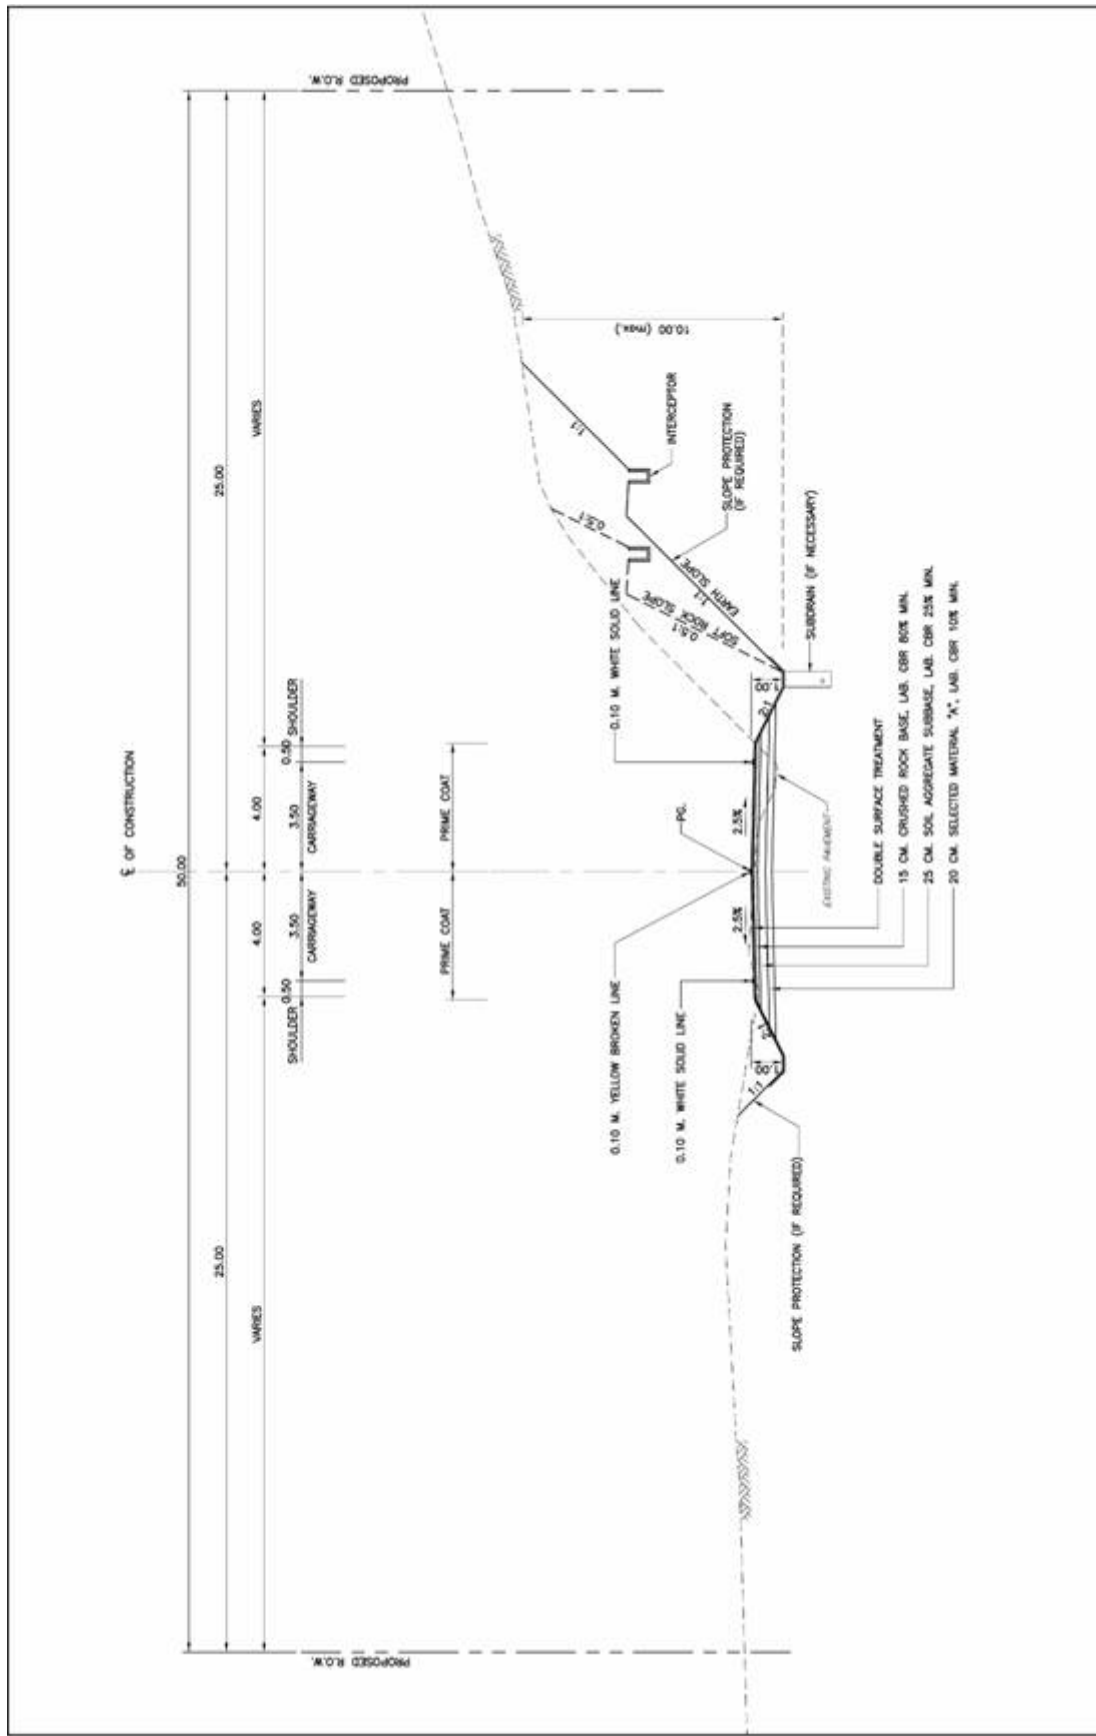 ℄ OF CONSTRUCTION
50.00
25.00
25.00
VARIES
4.00
4.00
VARIES
SHOULDER
0.50
3.50
CARRIAGEWAY
3.50
CARRIAGEWAY
0.50
SHOULDER
PROPOSED R.O.W.
PROPOSED R.O.W.
PRIME COAT
PRIME COAT
0.10 M. YELLOW BROKEN LINE
0.10 M. WHITE SOLID LINE
0.10 M. WHITE SOLID LINE
PG.
2.5%
2.5%
1:1
0.5:1
0.5:1
SOFT ROCK SLOPE
1:1
EARTH SLOPE
INTERCEPTOR
10.00 (max.)
SLOPE PROTECTION
(IF REQUIRED)
1:1
2:1
1.00
2:1
1.00
SLOPE PROTECTION (IF REQUIRED)
SUBDRAIN (IF NECESSARY)
EXISTING PAVEMENT
DOUBLE SURFACE TREATMENT
15 CM. CRUSHED ROCK BASE, LAB. CBR 80% MIN.
25 CM. SOIL AGGREGATE SUBBASE, LAB. CBR 25% MIN.
20 CM. SELECTED MATERIAL "A", LAB. CBR 10% MIN.